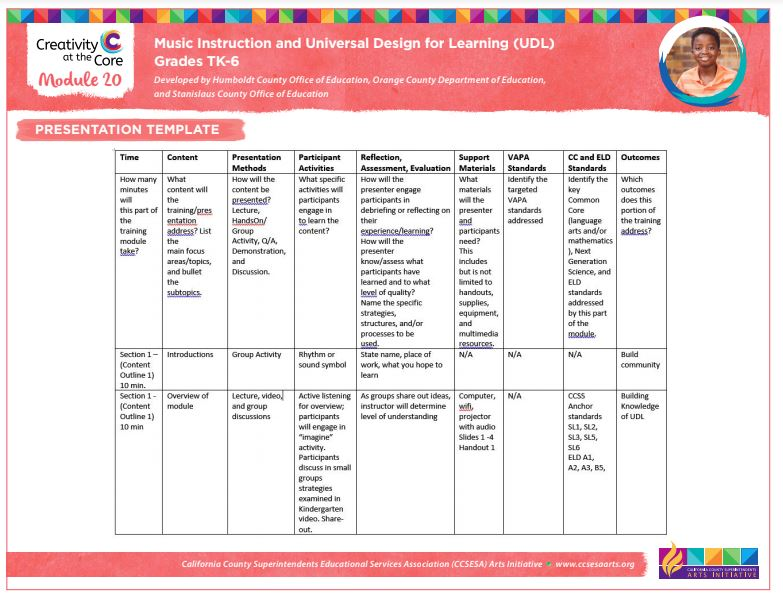 Creativity
at the
Core
Module 20
Music Instruction and Universal Design for Learning (UDL)
Grades TK-6
Developed by Humboldt County Office of Education, Orange County Department of Education,
and Stanislaus County Office of Education
PRESENTATION TEMPLATE
Time
Content
Presentation
Methods
Participant
Activities
Reflection,
Assessment, Evaluation
Support
Materials
VAPA
Standards
CC and ELD
Standards
Outcomes
How many
minutes
will
this part of
the
training
module
take?
What
content will
the
training/pres
entation
address? List
the
main focus
areas/topics,
and bullet
the
subtopics.
How will the
content be
presented?
Lecture,
HandsOn/
Group
Activity, Q/A,
Demonstration,
and
Discussion.
What specific
activities will
participants
engage in
to learn the
content?
How will the
presenter engage
participants in
debriefing or reflecting on
their
experience/learning?
How will the
presenter
know/assess what
participants have
learned and to what
level of quality?
Name the specific
strategies,
structures, and/or
processes to be
used.
What
materials
will the
presenter
and
participants
need?
This
includes
but is not
limited to
handouts,
supplies,
equipment,
and
multimedia
resources.
Identify the
targeted
VAPA
standards
addressed
Identify the
key
Common
Core
(language
arts and/or
mathematics
), Next
Generation
Science, and
ELD
standards
addressed
by this part
of the
module.
Which
outcomes
does this
portion of
the training
address?
Section 1 –
(Content
Outline 1)
10 min.
Introductions
Group Activity
Rhythm or
sound symbol
State name, place of
work, what you hope to
learn
N/A
N/A
N/A
Build
community
Section 1 -
(Content
Outline 1)
10 min
Overview of
module
Lecture, video,
and group
discussions
Active listening
for overview;
participants
will engage in
“imagine”
activity.
Participants
discuss in small
groups
strategies
examined in
Kindergarten
video. Share-
out.
As groups share out ideas,
instructor will determine
level of understanding
Computer,
wifi,
projector
with audio
Slides 1 -4
Handout 1
N/A
CCSS
Anchor
standards
SL1, SL2,
SL3, SL5,
SL6
ELD A1,
A2, A3, B5,
Building
Knowledge
of UDL
California County Superintendents Educational Services Association (CCSESA) Arts Initiative • www.ccsesaarts.org
CALIFORNIA COUNTY SUPERINTENDENTS
ARTS INITIATIVE